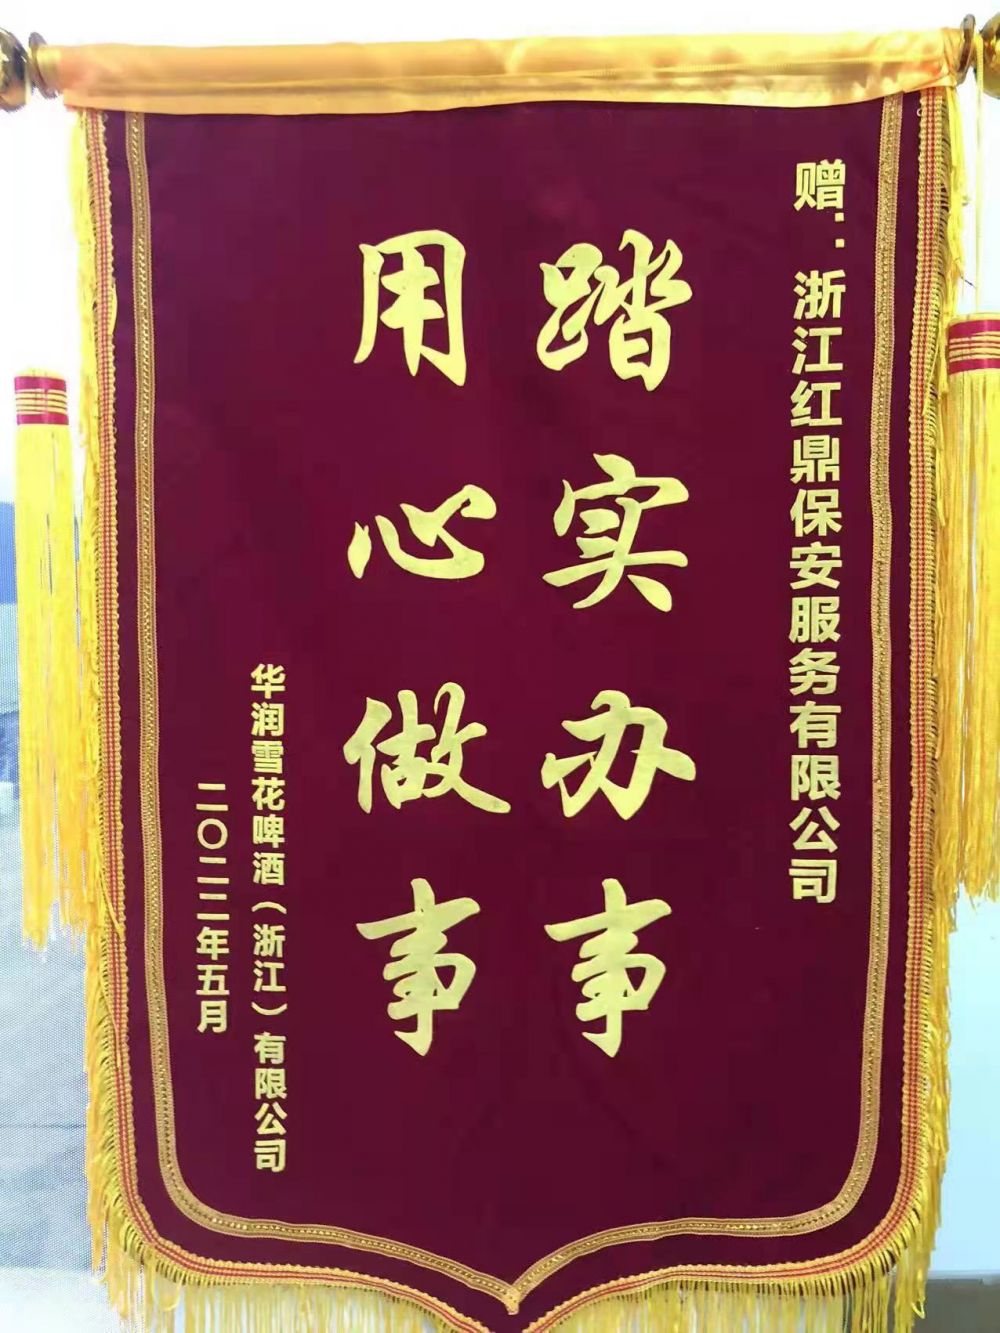 赠：浙江红鼎保安服务有限公司
踏实办事
用心做事
华润雪花啤酒（浙江）有限公司
二〇二二年五月